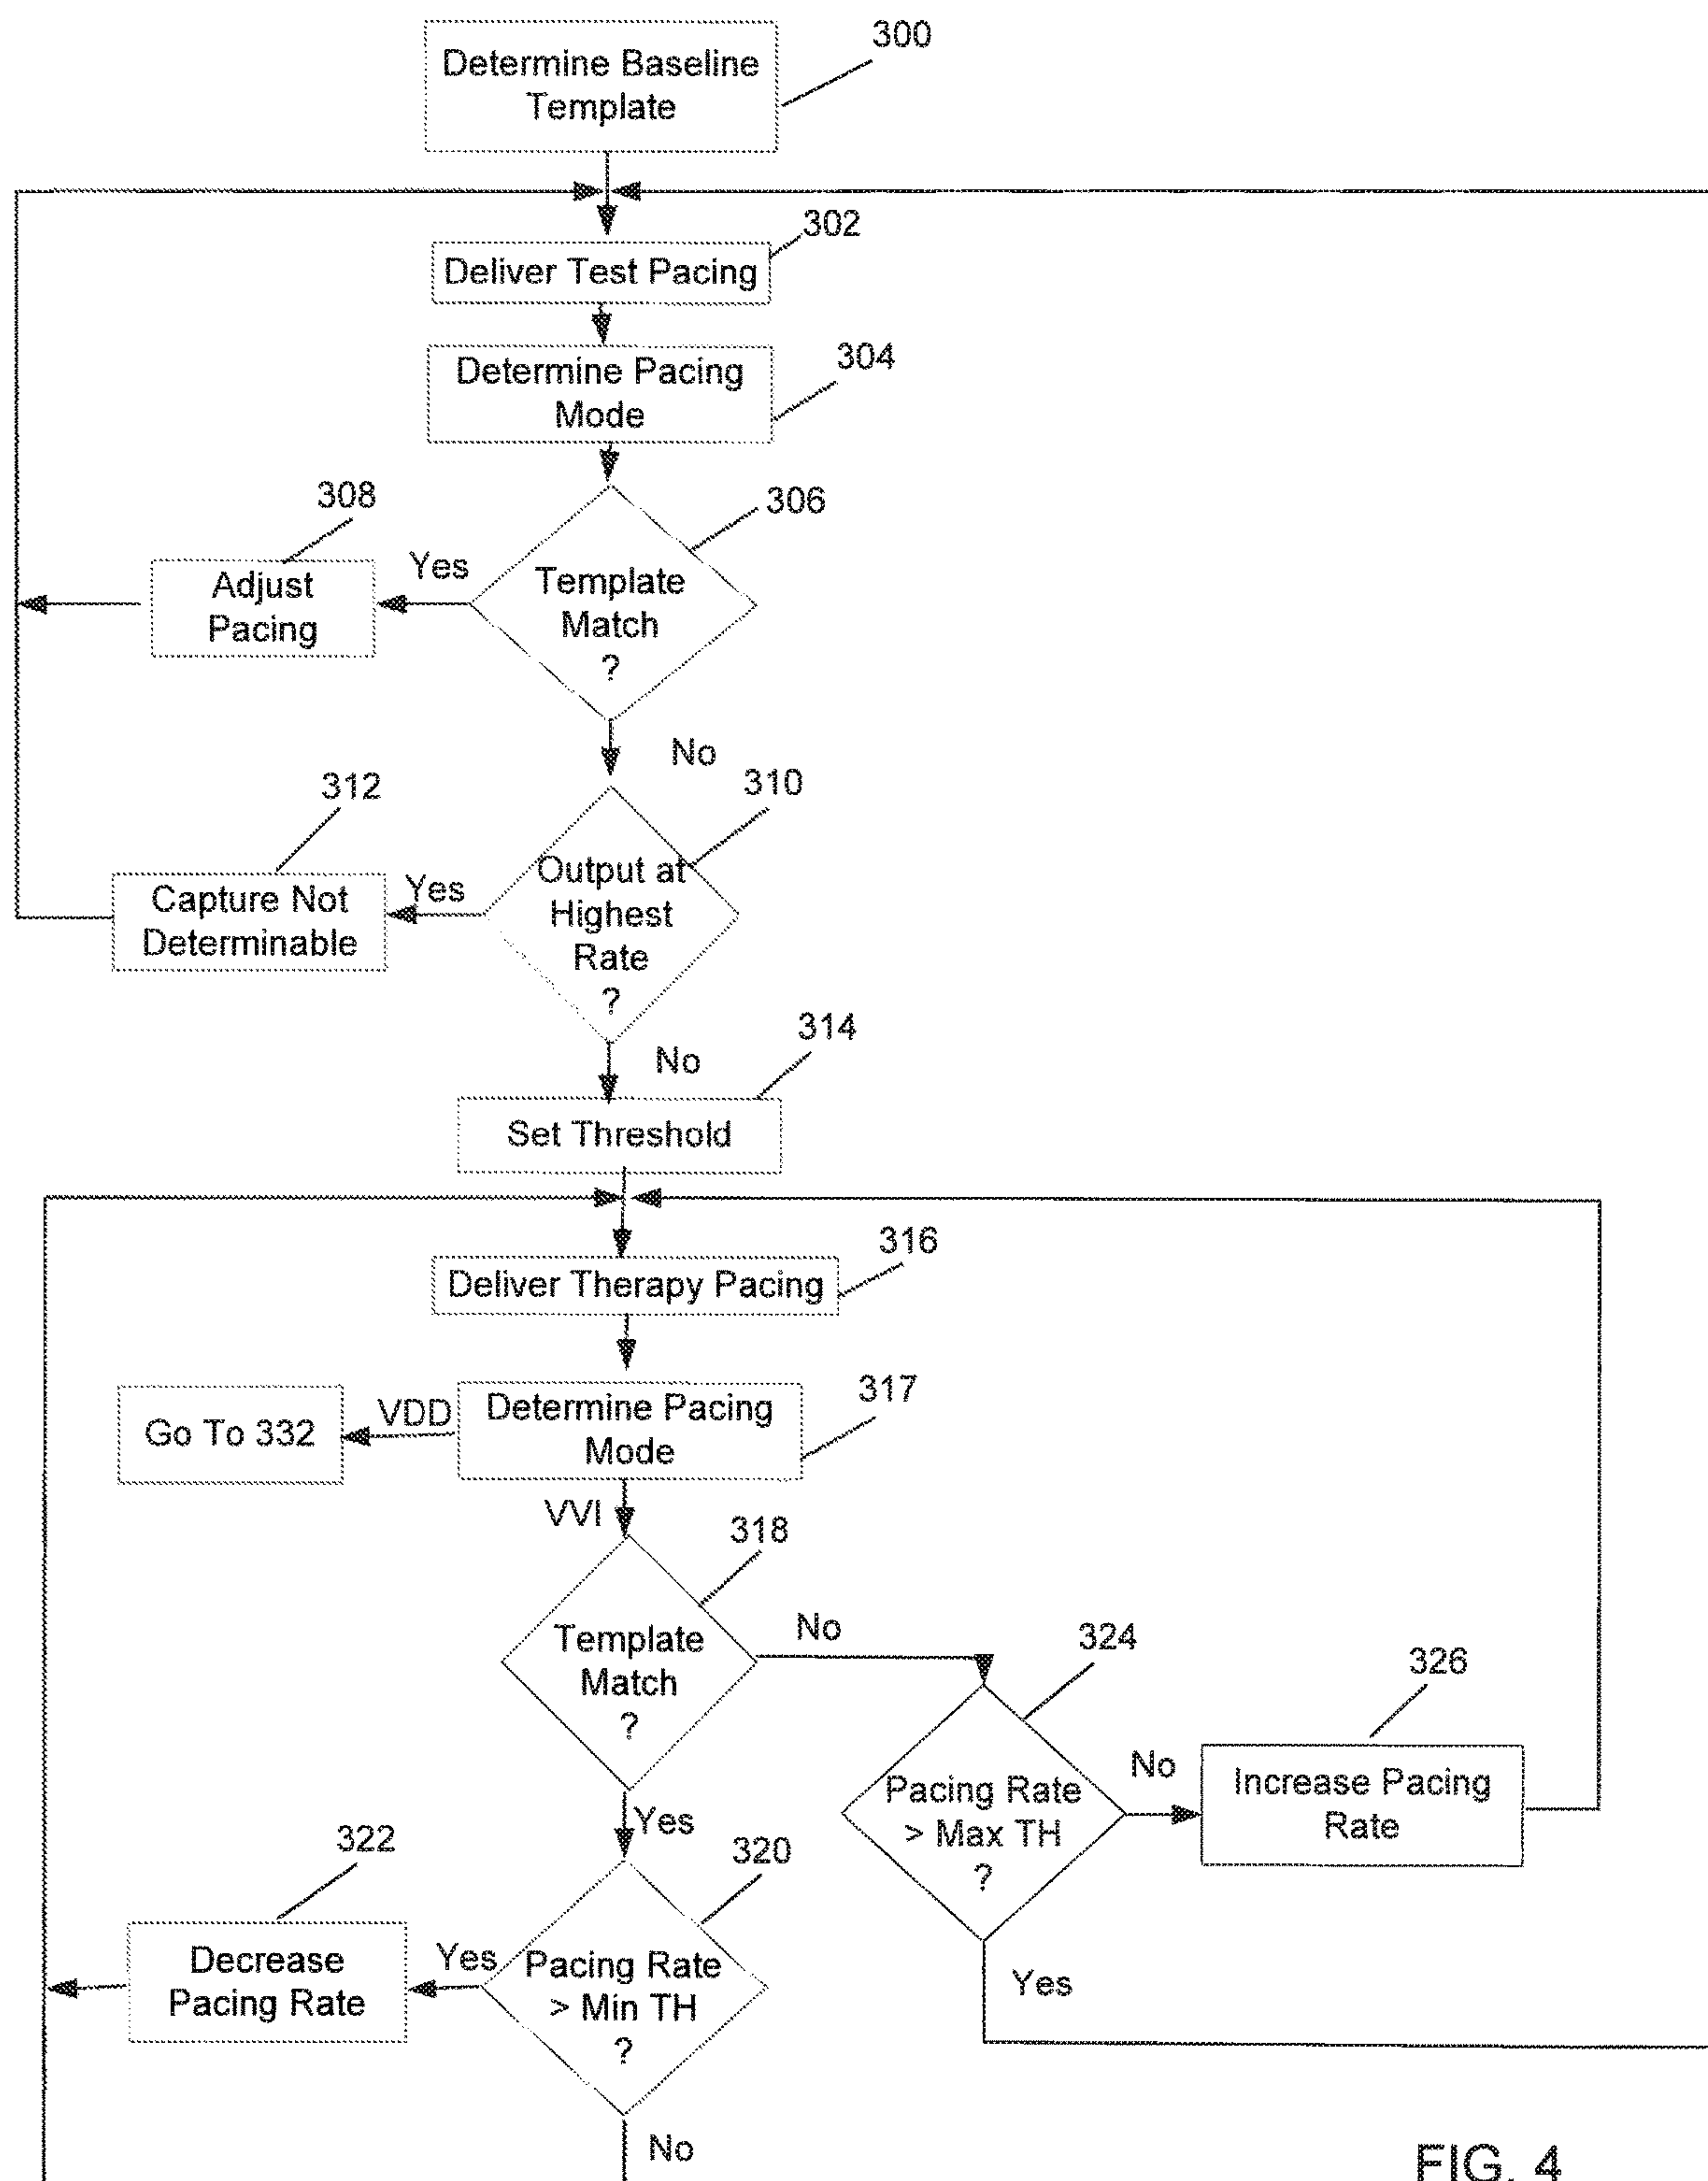 300
Determine Baseline
Template
302
Deliver Test Pacing
304
Determine Pacing
Mode
306
308
Yes
Template
Match
?
Adjust
Pacing
No
310
312
Yes
Output at
Highest
Rate
?
Capture Not
Determinable
No
314
Set Threshold
316
Deliver Therapy Pacing
317
Determine Pacing
Mode
VDD
Go To 332
VVI
318
Template
Match
?
No
324
326
Pacing Rate
> Max TH
?
No
Increase Pacing
Rate
Yes
Yes
320
322
Pacing Rate
> Min TH
?
Yes
Decrease
Pacing Rate
No
FIG. 4